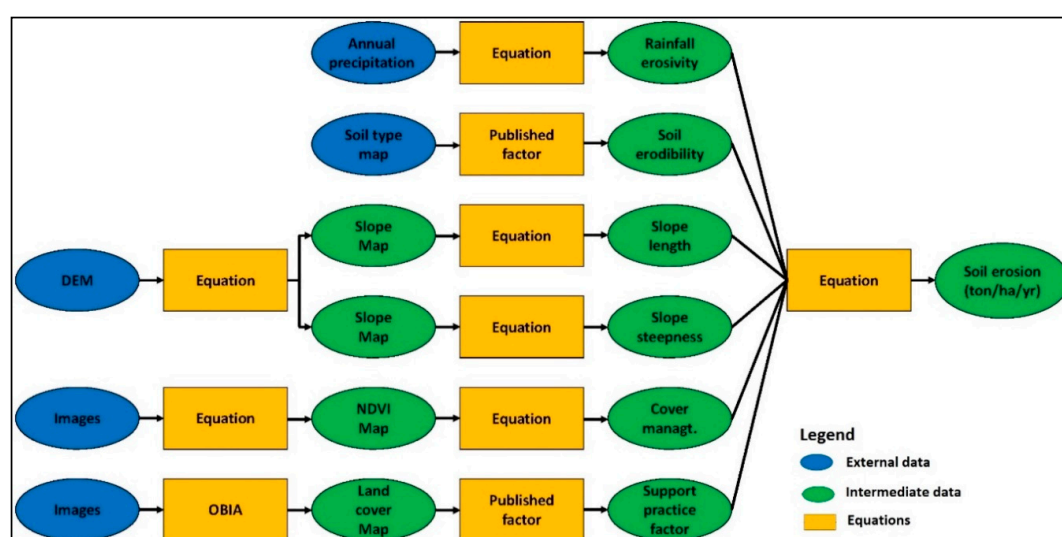 Annual
precipitation
Equation
Rainfall
erosivity
Soil type
map
Published
factor
Soil
erodibility
Slope
Map
Equation
Slope
length
DEM
Equation
Equation
Soil erosion
(ton/ha/yr)
Slope
Map
Equation
Slope
steepness
Images
Equation
NDVI
Map
Equation
Cover
managt.
Images
OBIA
Land
cover
Map
Published
factor
Support
practice
factor
Legend
External data
Intermediate data
Equations